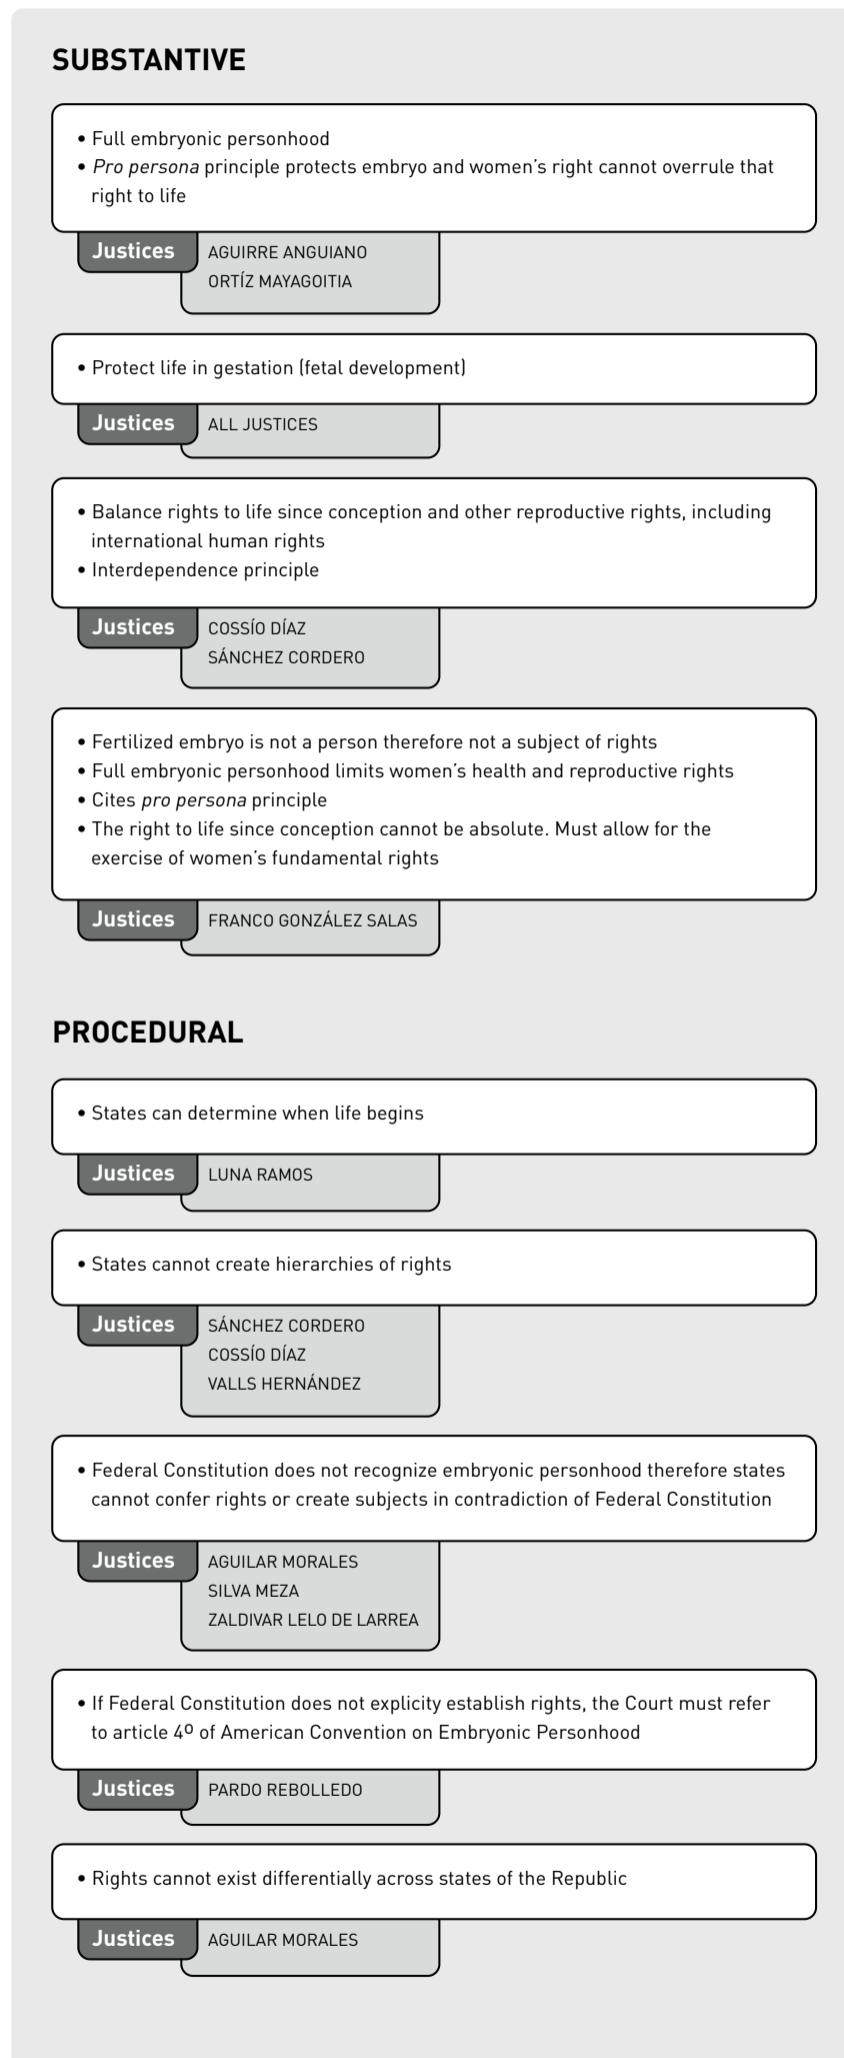 SUBSTANTIVE
• Full embryonic personhood
• Pro persona principle protects embryo and women’s right cannot overrule that
right to life
Justices
AGUIRRE ANGUIANO
ORTÍZ MAYAGOITIA
• Protect life in gestation (fetal development)
Justices
ALL JUSTICES
• Balance rights to life since conception and other reproductive rights, including
international human rights
• Interdependence principle
Justices
COSSÍO DÍAZ
SÁNCHEZ CORDERO
• Fertilized embryo is not a person therefore not a subject of rights
• Full embryonic personhood limits women’s health and reproductive rights
• Cites pro persona principle
• The right to life since conception cannot be absolute. Must allow for the
exercise of women’s fundamental rights
Justices
FRANCO GONZÁLEZ SALAS
PROCEDURAL
• States can determine when life begins
Justices
LUNA RAMOS
• States cannot create hierarchies of rights
Justices
SÁNCHEZ CORDERO
COSSÍO DÍAZ
VALLS HERNÁNDEZ
• Federal Constitution does not recognize embryonic personhood therefore states
cannot confer rights or create subjects in contradiction of Federal Constitution
Justices
AGUILAR MORALES
SILVA MEZA
ZALDIVAR LELO DE LARREA
• If Federal Constitution does not explicity establish rights, the Court must refer
to article 4º of American Convention on Embryonic Personhood
Justices
PARDO REBOLLEDO
• Rights cannot exist differentially across states of the Republic
Justices
AGUILAR MORALES